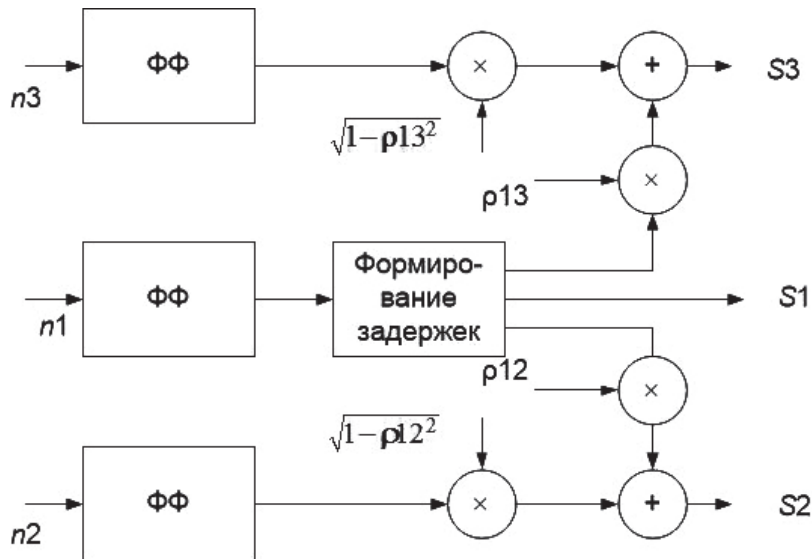 n3
ФФ
×
+
S3
√1−ρ13²
ρ13
×
n1
ФФ
Формиро-
вание
задержек
S1
ρ12
×
√1−ρ12²
n2
ФФ
×
+
S2